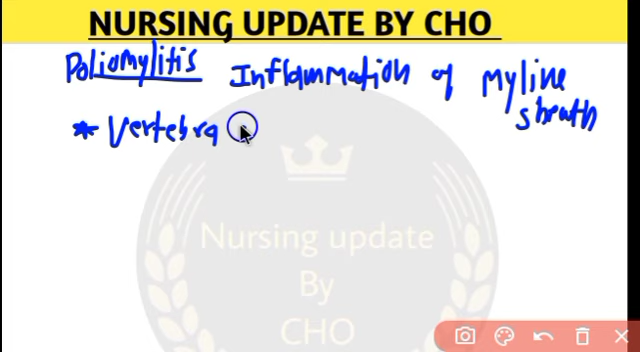 NURSING UPDATE BY CHO
Poliomylitis Inflammation of myline
sheath
* Vertebra
Nursing update
By
CHO